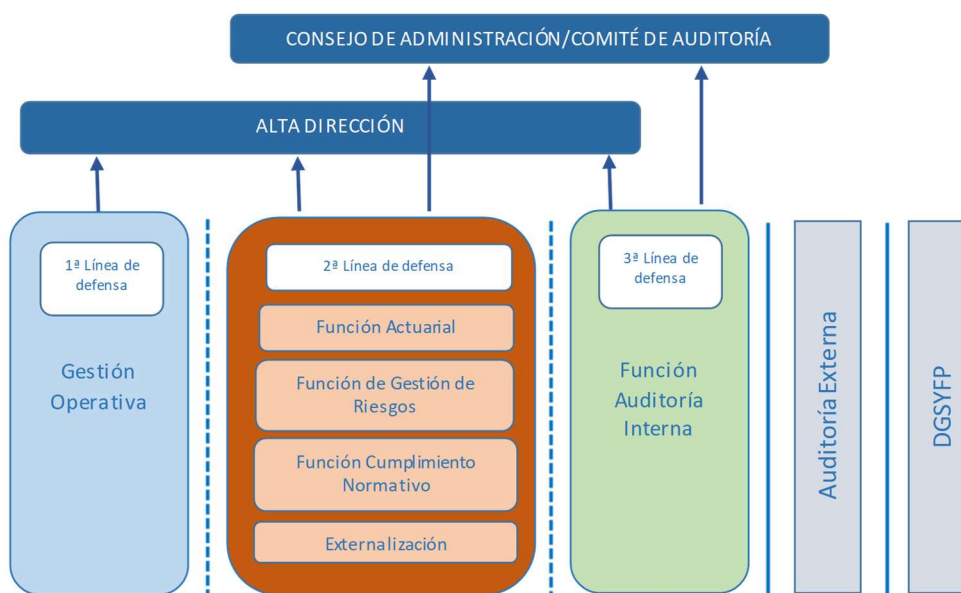 CONSEJO DE ADMINISTRACIÓN/COMITÉ DE AUDITORÍA
ALTA DIRECCIÓN
1ª Línea de
defensa
Gestión
Operativa
2ª Línea de defensa
Función Actuarial
Función de Gestión de
Riesgos
Función Cumplimiento
Normativo
Externalización
3ª Línea de
defensa
Función
Auditoría
Interna
Auditoría Externa
DGSYFP